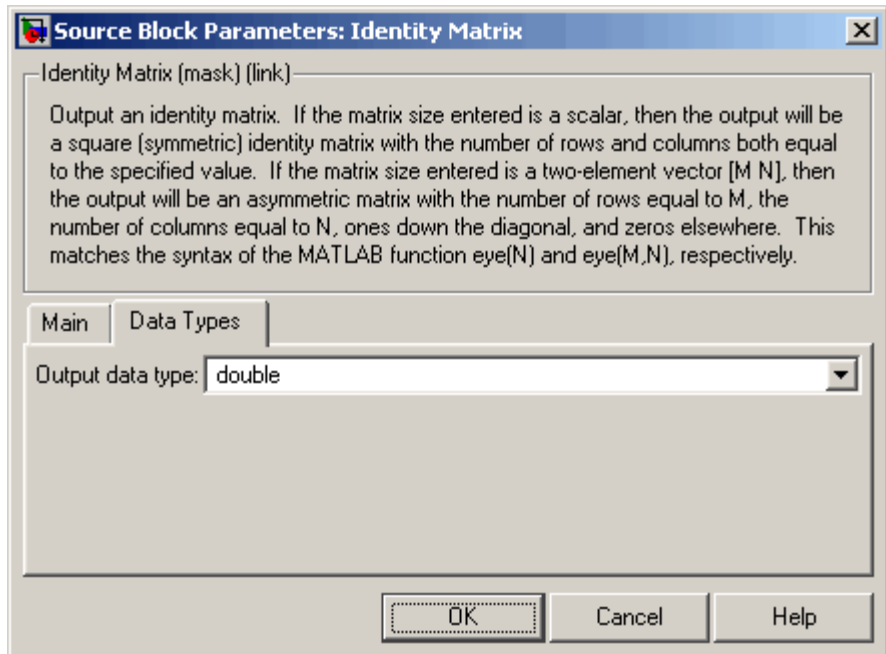 Source Block Parameters: Identity Matrix
Identity Matrix (mask) (link)
Output an identity matrix.  If the matrix size entered is a scalar, then the output will be
a square (symmetric) identity matrix with the number of rows and columns both equal
to the specified value.  If the matrix size entered is a two-element vector [M N], then
the output will be an asymmetric matrix with the number of rows equal to M, the
number of columns equal to N, ones down the diagonal, and zeros elsewhere.  This
matches the syntax of the MATLAB function eye(N) and eye(M,N), respectively.
Main Data Types
Output data type: double
OK Cancel Help